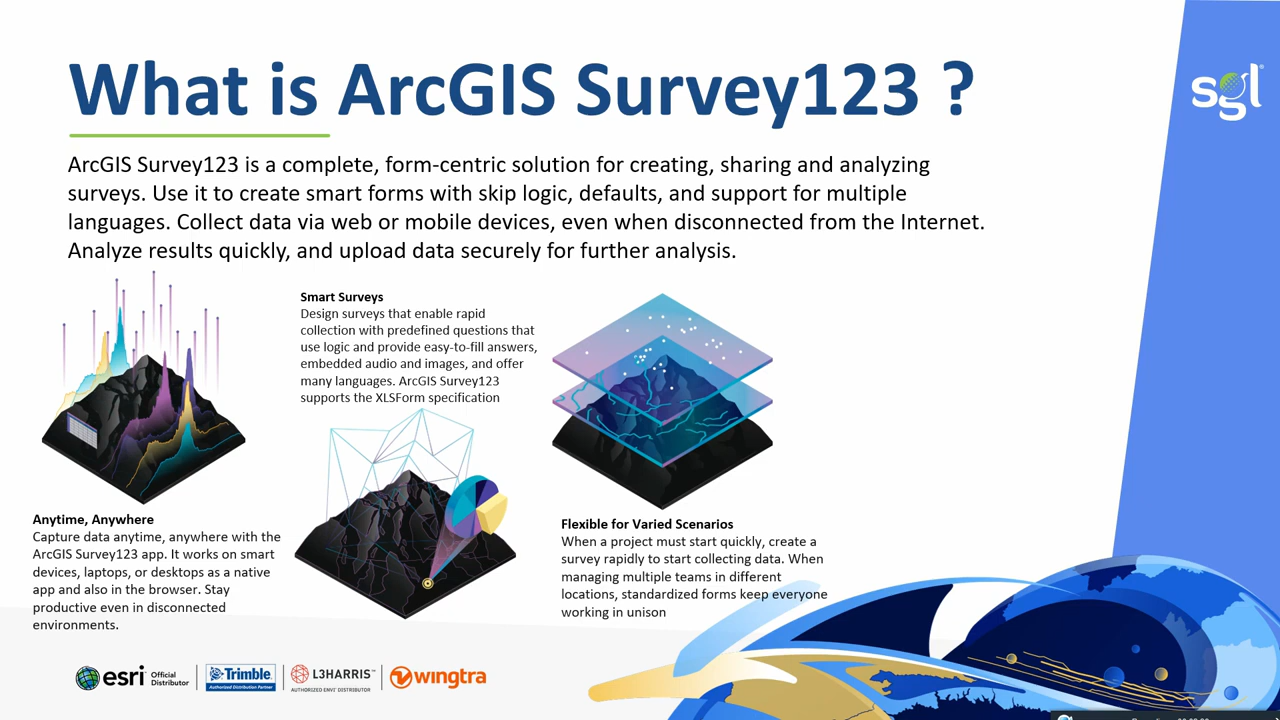 What is ArcGIS Survey123 ?
sgl
ArcGIS Survey123 is a complete, form-centric solution for creating, sharing and analyzing
surveys. Use it to create smart forms with skip logic, defaults, and support for multiple
languages. Collect data via web or mobile devices, even when disconnected from the Internet.
Analyze results quickly, and upload data securely for further analysis.
Smart Surveys
Design surveys that enable rapid
collection with predefined questions that
use logic and provide easy-to-fill answers,
embedded audio and images, and offer
many languages. ArcGIS Survey123
supports the XLSForm specification
Anytime, Anywhere
Capture data anytime, anywhere with the
ArcGIS Survey123 app. It works on smart
devices, laptops, or desktops as a native
app and also in the browser. Stay
productive even in disconnected
environments.
Flexible for Varied Scenarios
When a project must start quickly, create a
survey rapidly to start collecting data. When
managing multiple teams in different
locations, standardized forms keep everyone
working in unison
esri Official
Distributor
Trimble
Authorized Distribution Partner
L3HARRIS™
AUTHORIZED ENVI DISTRIBUTOR
wingtra